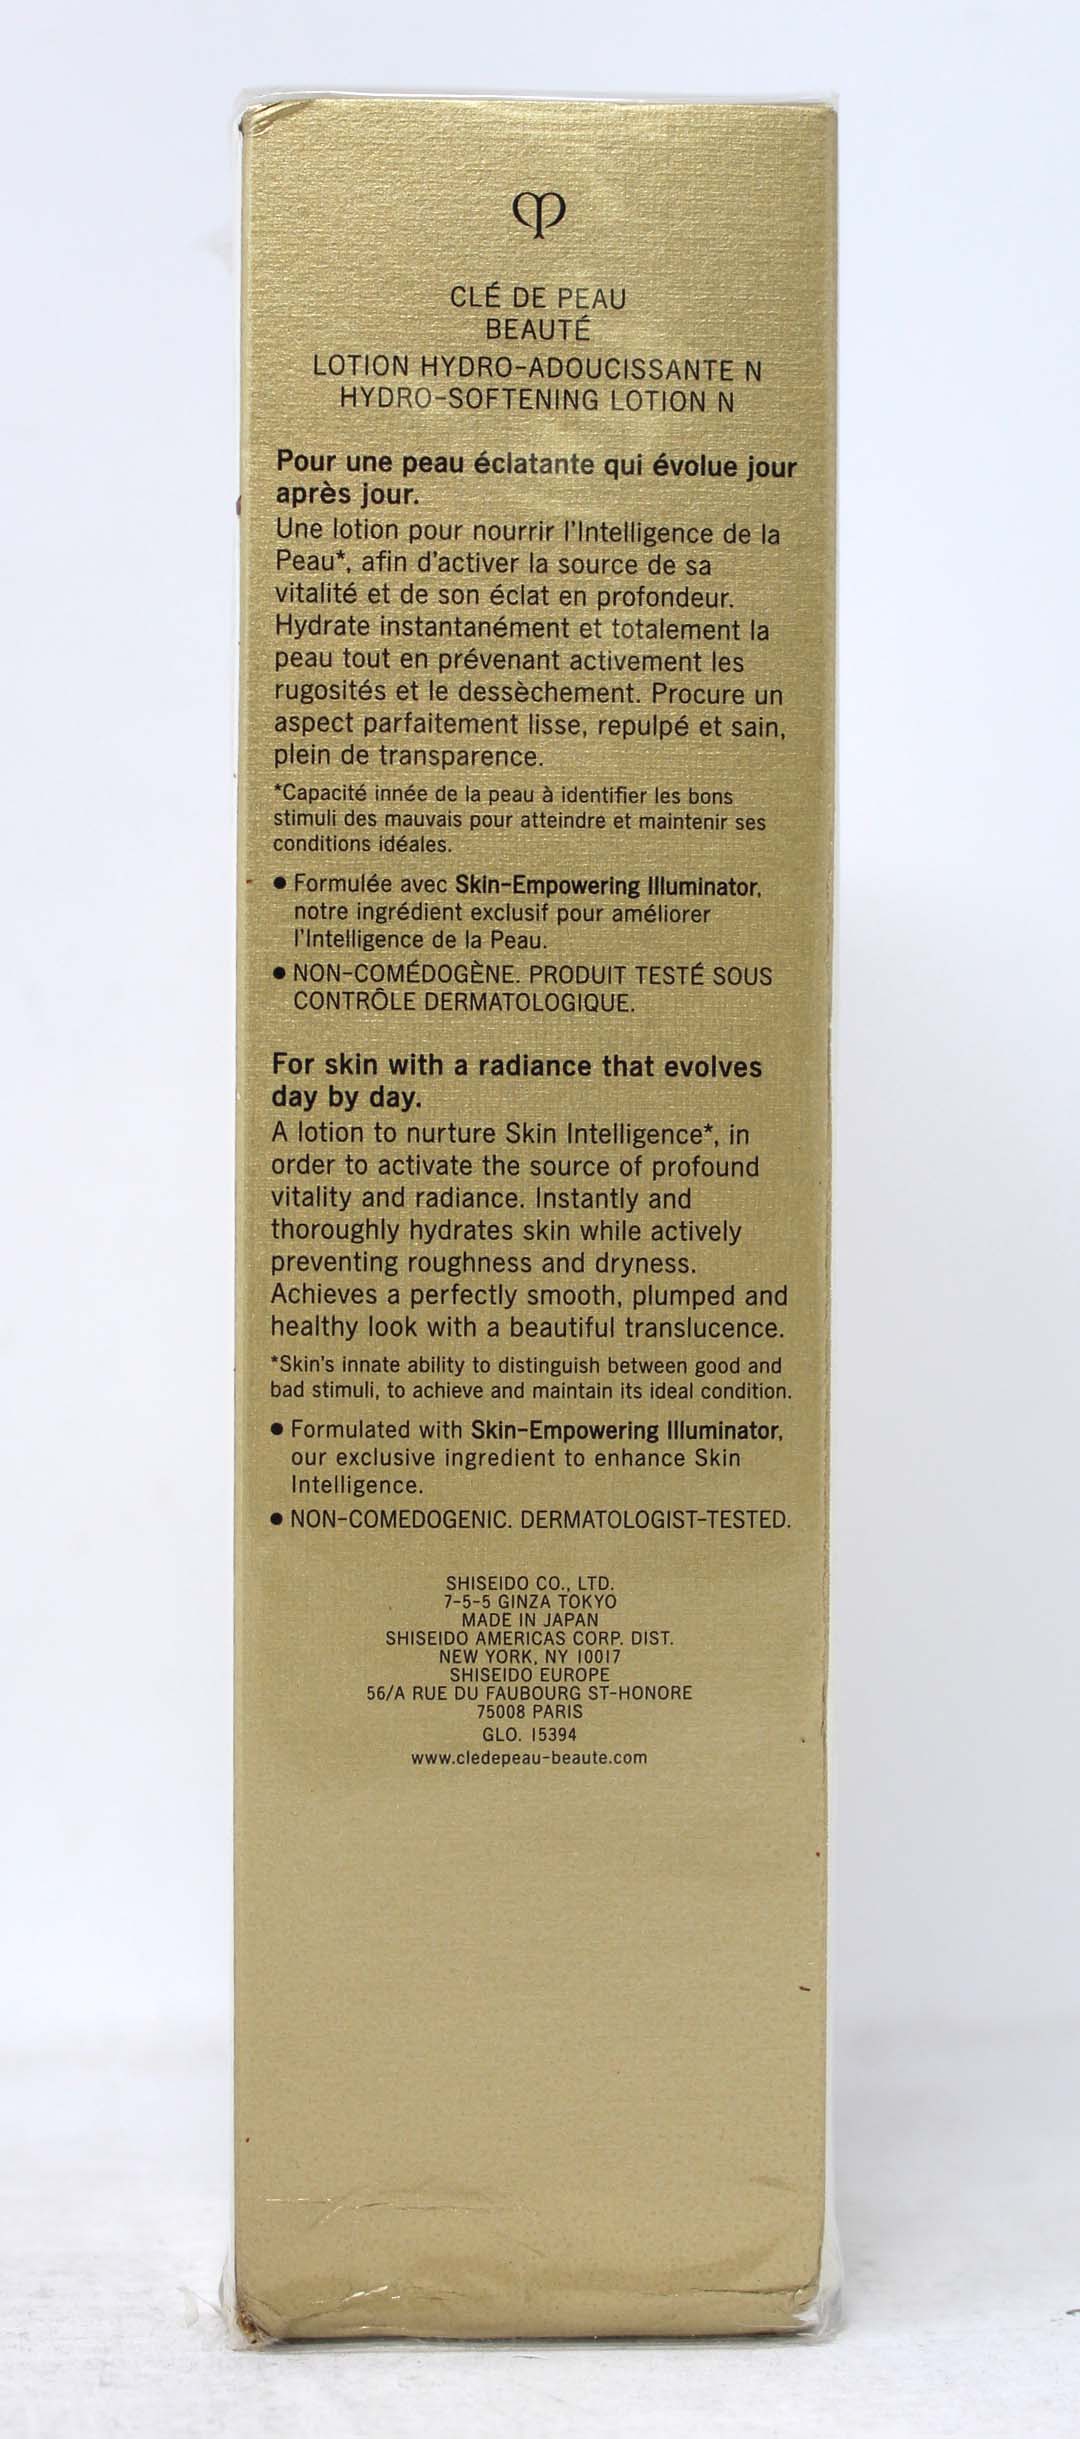 CLÉ DE PEAU
BEAUTÉ
LOTION HYDRO-ADOUCISSANTE N
HYDRO-SOFTENING LOTION N
Pour une peau éclatante qui évolue jour
après jour.
Une lotion pour nourrir l'Intelligence de la
Peau*, afin d'activer la source de sa
vitalité et de son éclat en profondeur.
Hydrate instantanément et totalement la
peau tout en prévenant activement les
rugosités et le dessèchement. Procure un
aspect parfaitement lisse, repulpé et sain,
plein de transparence.
*Capacité innée de la peau à identifier les bons
stimuli des mauvais pour atteindre et maintenir ses
conditions idéales.
● Formulée avec Skin-Empowering Illuminator,
notre ingrédient exclusif pour améliorer
l'Intelligence de la Peau.
● NON-COMÉDOGÈNE. PRODUIT TESTÉ SOUS
CONTRÔLE DERMATOLOGIQUE.
For skin with a radiance that evolves
day by day.
A lotion to nurture Skin Intelligence*, in
order to activate the source of profound
vitality and radiance. Instantly and
thoroughly hydrates skin while actively
preventing roughness and dryness.
Achieves a perfectly smooth, plumped and
healthy look with a beautiful translucence.
*Skin's innate ability to distinguish between good and
bad stimuli, to achieve and maintain its ideal condition.
● Formulated with Skin-Empowering Illuminator,
our exclusive ingredient to enhance Skin
Intelligence.
● NON-COMEDOGENIC. DERMATOLOGIST-TESTED.
SHISEIDO CO., LTD.
7-5-5 GINZA TOKYO
MADE IN JAPAN
SHISEIDO AMERICAS CORP. DIST.
NEW YORK, NY 10017
SHISEIDO EUROPE
56/A RUE DU FAUBOURG ST-HONORE
75008 PARIS
GLO. 15394
www.cledepeau-beaute.com